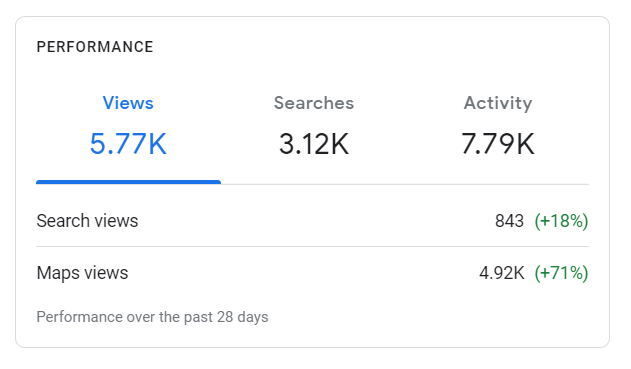 PERFORMANCE
Views Searches Activity
5.77K 3.12K 7.79K
Search views 843 (+18%)
Maps views 4.92K (+71%)
Performance over the past 28 days